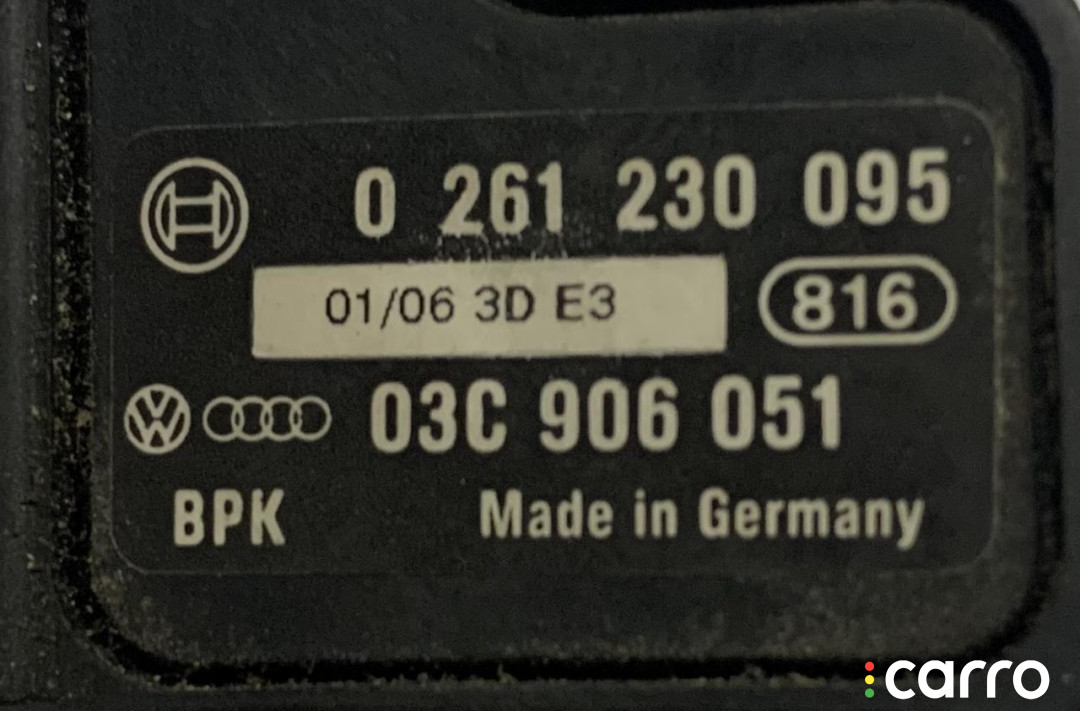 0 261 230 095
01/06 3D E3
816
03C 906 051
BPK
Made in Germany
carro